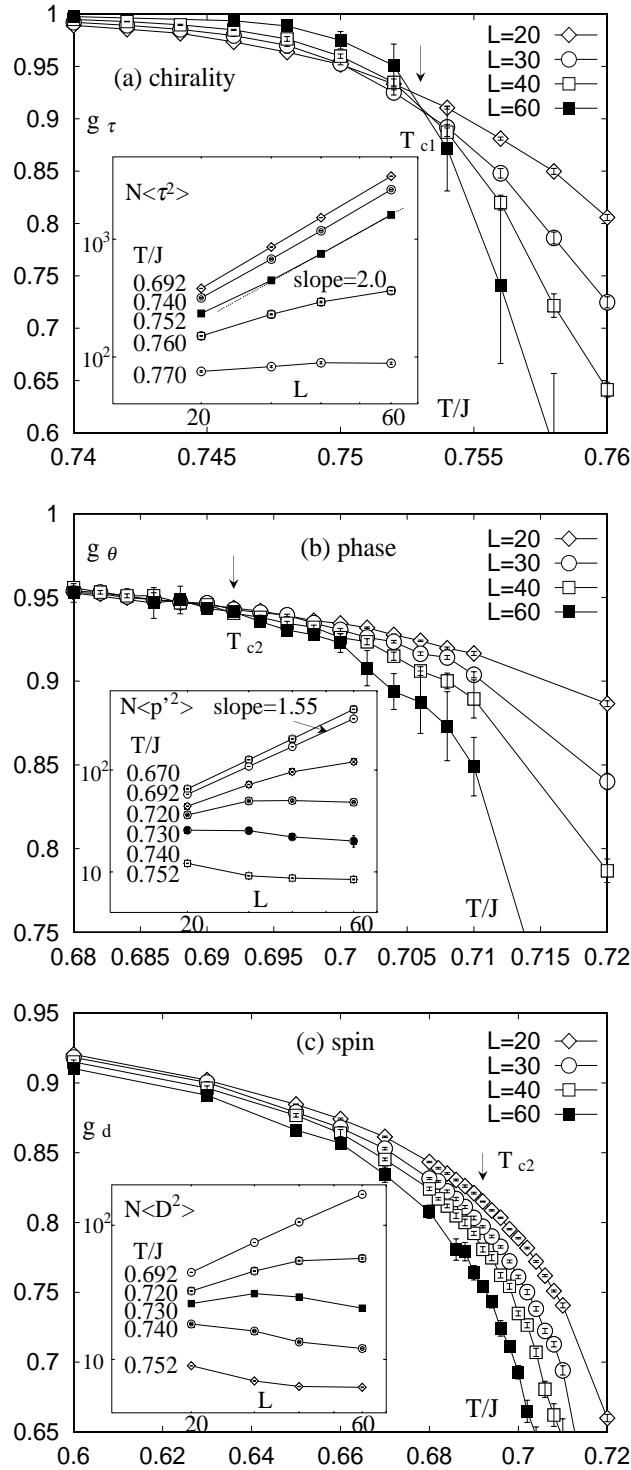 1
0.95
0.9
0.85
0.8
0.75
0.7
0.65
0.6
0.74
0.745
0.75
0.755
0.76
(a) chirality
g τ
L=20
L=30
L=40
L=60
T c1
T/J
N<τ²>
10³
10²
T/J
0.692
0.740
0.752
0.760
0.770
slope=2.0
L
20
60
1
0.95
0.9
0.85
0.8
0.75
0.68
0.685
0.69
0.695
0.7
0.705
0.71
0.715
0.72
g θ
(b) phase
L=20
L=30
L=40
L=60
T c2
T/J
N<p'²>
slope=1.55
T/J
10²
10
0.670
0.692
0.720
0.730
0.740
0.752
L
20
60
0.95
0.9
0.85
0.8
0.75
0.7
0.65
0.6
0.62
0.64
0.66
0.68
0.7
0.72
(c) spin
g d
L=20
L=30
L=40
L=60
T c2
T/J
N<D²>
10²
10
T/J
0.692
0.720
0.730
0.740
0.752
L
20
60